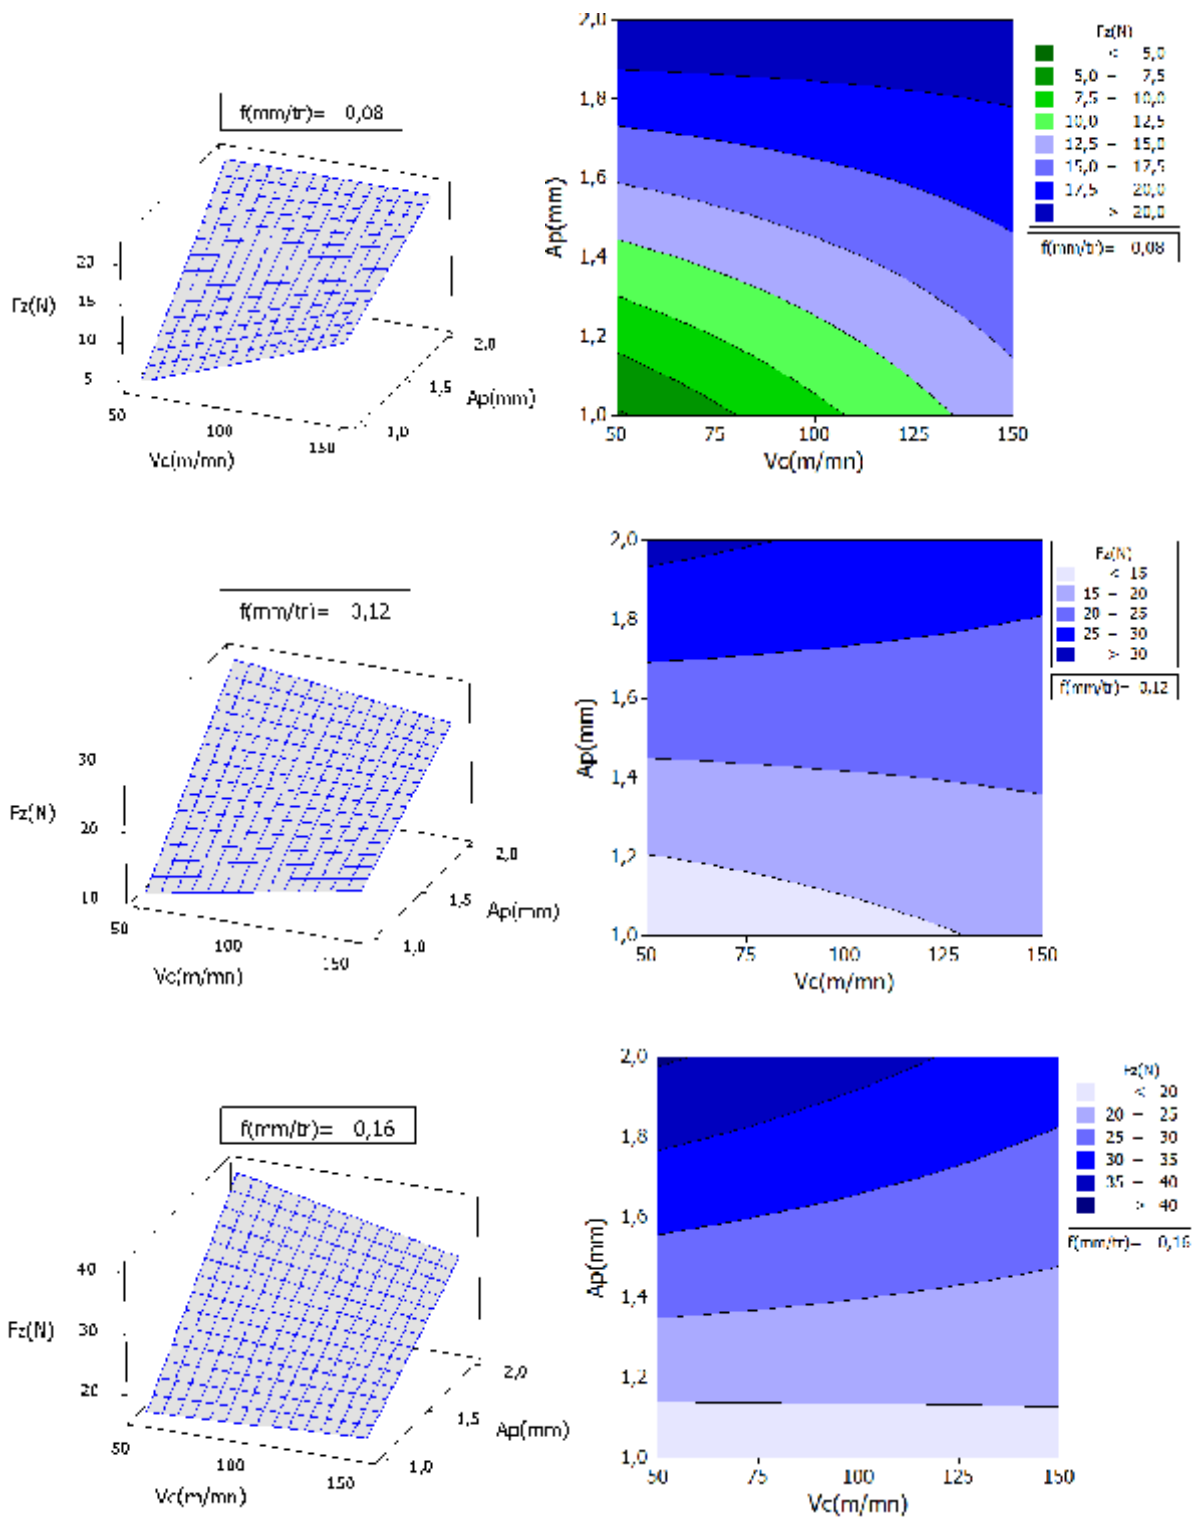 f(mm/tr)= 0,08
20
15
10
5
Fz(N)
50
100
150
Vc(m/mn)
1,0
1,5
2,0
Ap(mm)
2,0
1,8
1,6
1,4
1,2
1,0
Ap(mm)
50 75 100 125 150
Vc(m/mn)
Fz(N)
< 5,0
5,0 – 7,5
7,5 – 10,0
10,0 12,5
12,5 – 15,0
15,0 – 17,5
17,5 20,0
> 20,0
f(mm/tr)= 0,08
f(mm/tr)= 0,12
30
20
10
Fz(N)
50
100
150
Vc(m/mn)
1,0
1,5
2,0
Ap(mm)
2,0
1,8
1,6
1,4
1,2
1,0
Ap(mm)
50 75 100 125 150
Vc(m/mn)
Fz(N)
< 15
15 – 20
20 – 25
25 – 30
> 30
f(mm/tr)– 0,12
f(mm/tr)= 0,16
40
30
20
Fz(N)
50
100
150
Vc(m/mn)
1,0
1,5
2,0
Ap(mm)
2,0
1,8
1,6
1,4
1,2
1,0
Ap(mm)
50 75 100 125 150
Vc(m/mn)
Fz(N)
< 20
20 – 25
25 – 30
30 – 35
35 – 40
> 40
f(mm/tr)– 0,16